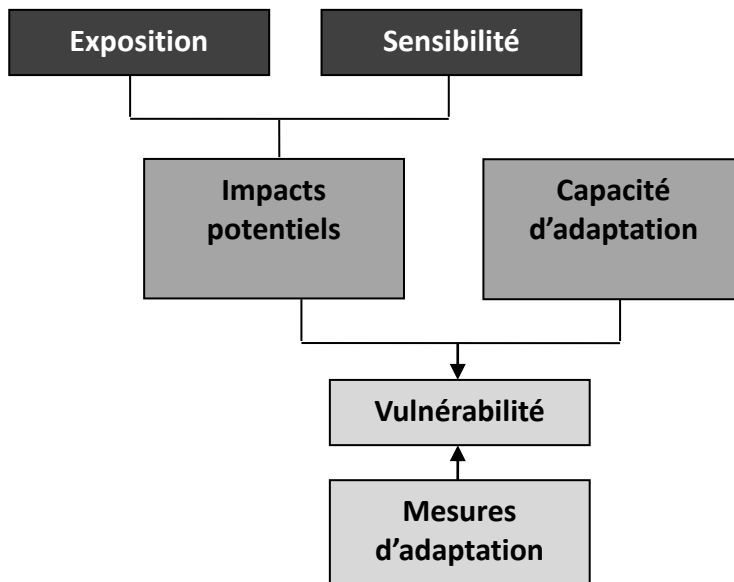 Exposition
Sensibilité
Impacts
potentiels
Capacité
d’adaptation
Vulnérabilité
Mesures
d’adaptation